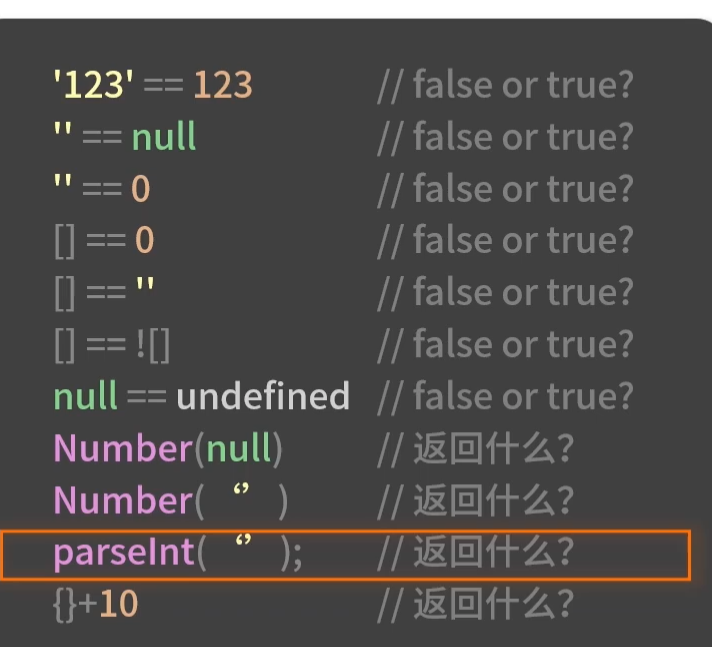 '123' == 123 // false or true?
'' == null // false or true?
'' == 0 // false or true?
[] == 0 // false or true?
[] == '' // false or true?
[] == ![] // false or true?
null == undefined // false or true?
Number(null) // 返回什么？
Number(‘’) // 返回什么？
parseInt(‘’); // 返回什么？
{}+10 // 返回什么？